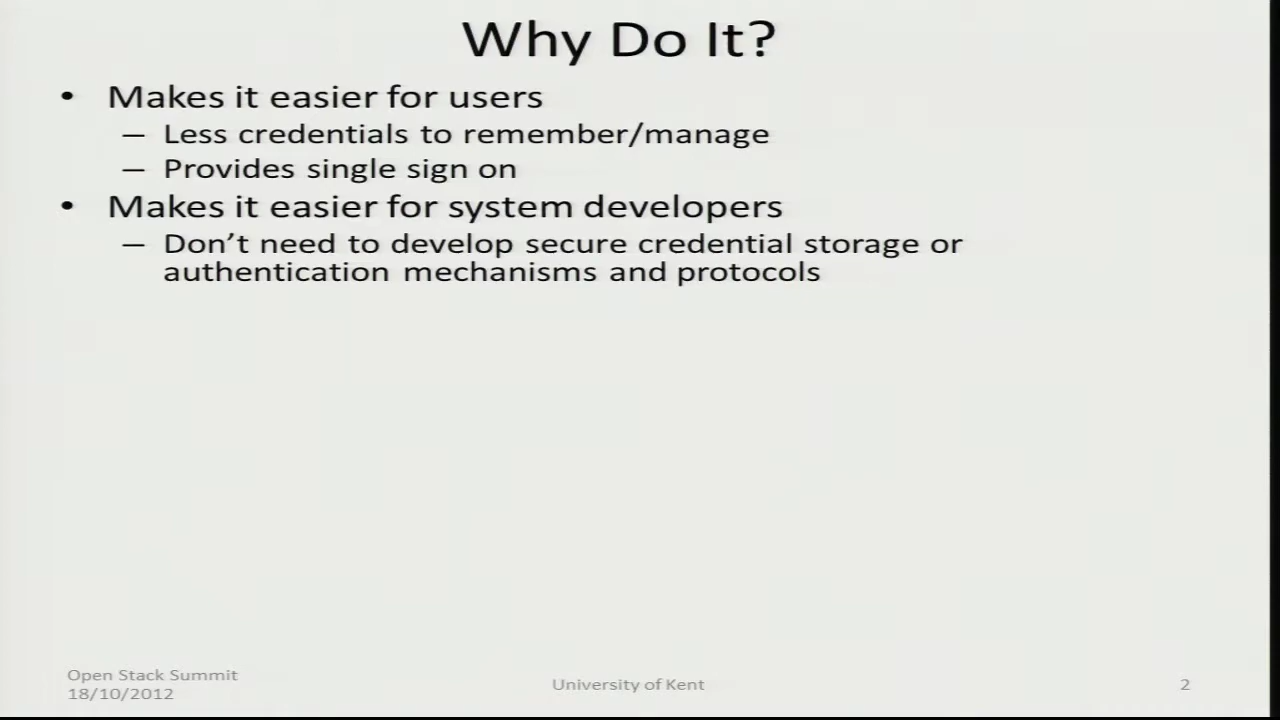 Why Do It?
• Makes it easier for users
– Less credentials to remember/manage
– Provides single sign on
• Makes it easier for system developers
– Don’t need to develop secure credential storage or
authentication mechanisms and protocols
Open Stack Summit
18/10/2012
University of Kent
2